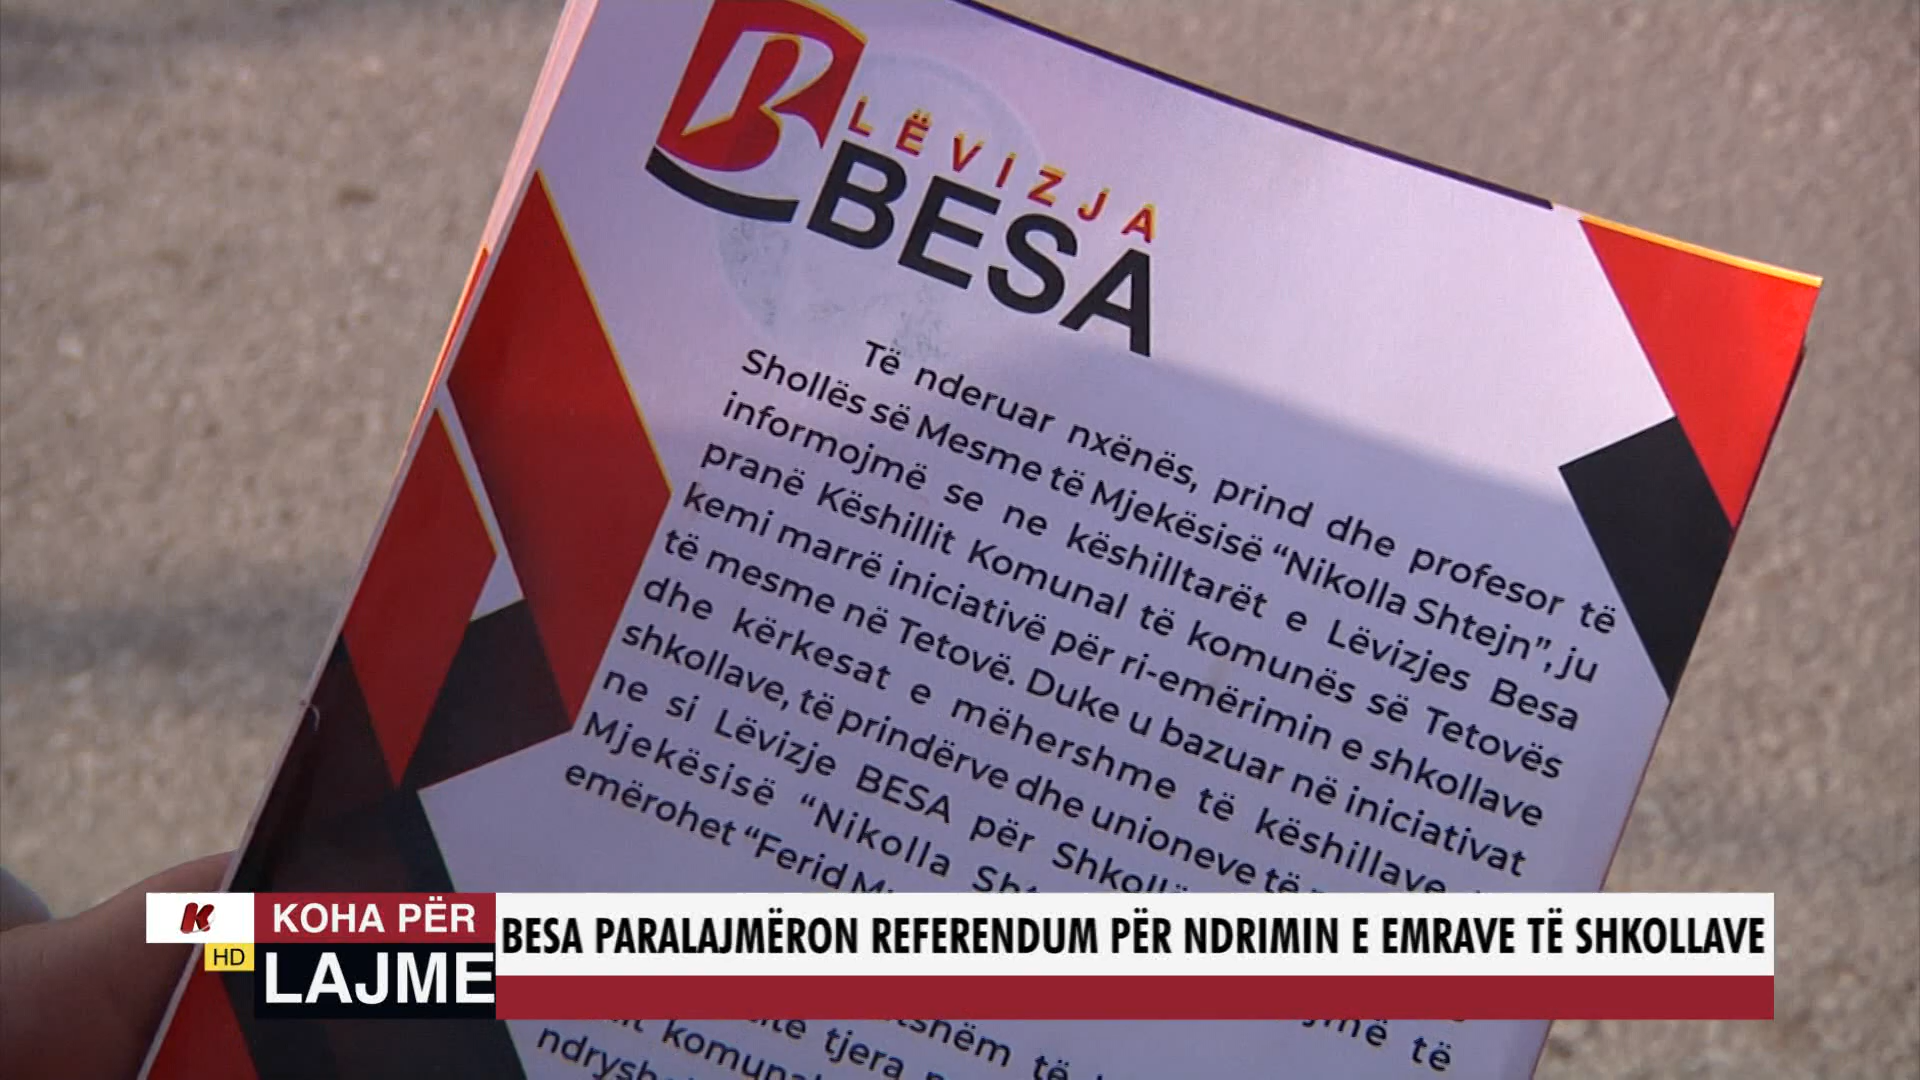 LËVIZJA
BESA
Të nderuar nxënës, prind dhe profesor të
Shollës së Mesme të Mjekësisë “Nikolla Shtejn”, ju
informojmë se ne këshilltarët e Lëvizjes Besa
pranë Këshillit Komunal të komunës së Tetovës
kemi marrë iniciativë për ri-emërimin e shkollave
të mesme në Tetovë. Duke u bazuar në iniciativat
dhe kërkesat e mëhershme të këshillave
shkollave, të prindërve dhe unioneve të
ne si Lëvizje BESA për
Mjekësisë “Nikolla
emërohet “Ferid
KOHA PËR
LAJME
HD
BESA PARALAJMËRON REFERENDUM PËR NDRIMIN E EMRAVE TË SHKOLLAVE
tjera
të
të